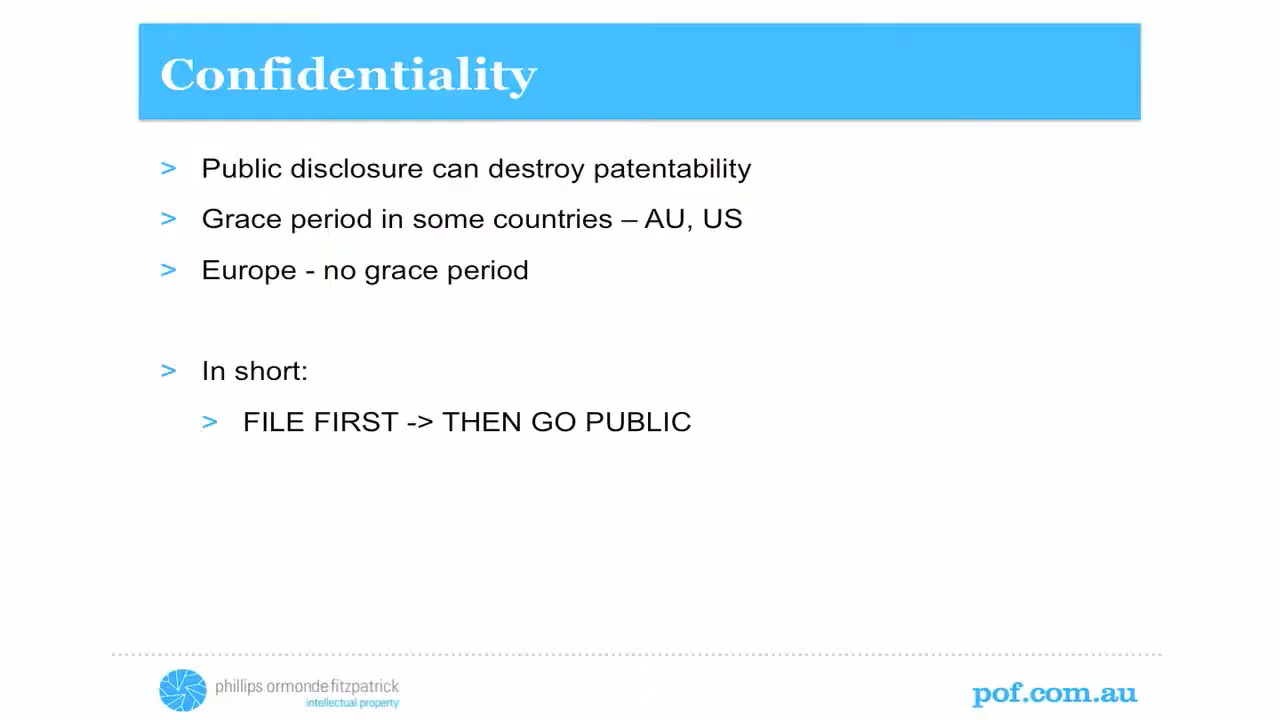 Confidentiality
> Public disclosure can destroy patentability
> Grace period in some countries – AU, US
> Europe - no grace period
> In short:
> FILE FIRST -> THEN GO PUBLIC
phillips ormonde fitzpatrick
intellectual property
pof.com.au